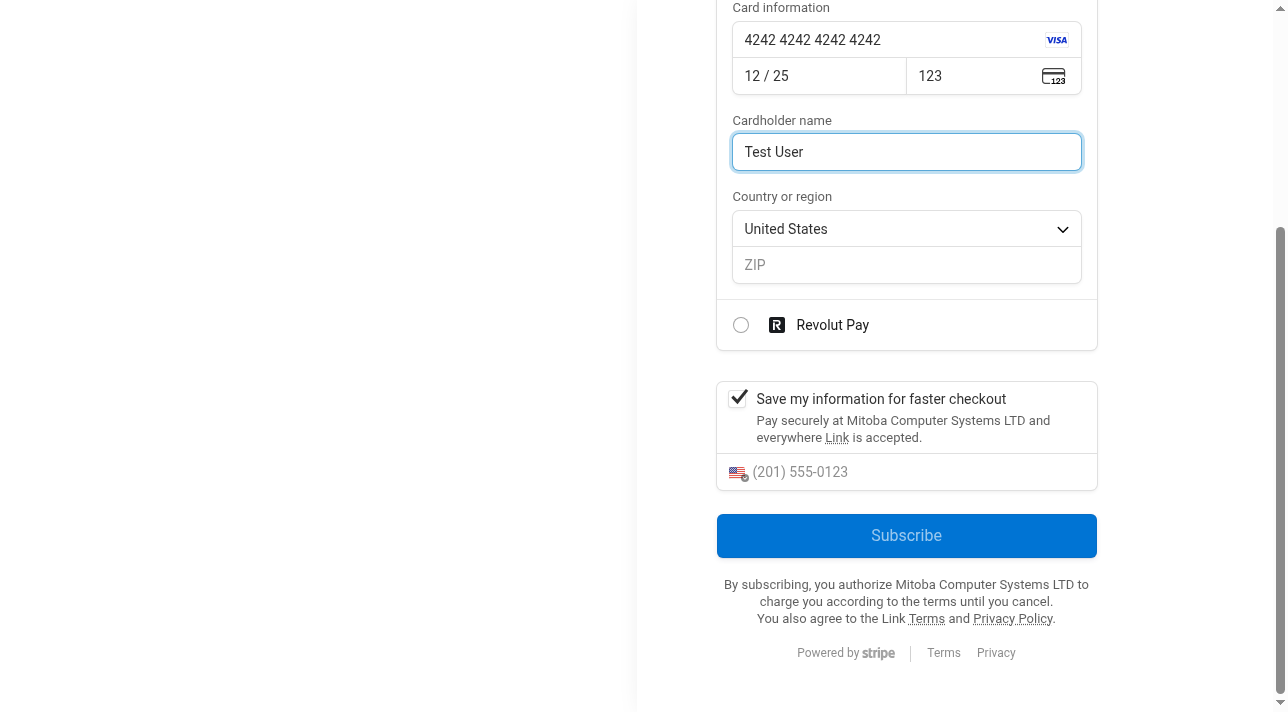 Card information
4242 4242 4242 4242 VISA
12 / 25 123 123
Cardholder name
Test User
Country or region
United States
ZIP
R Revolut Pay
Save my information for faster checkout
Pay securely at Mitoba Computer Systems LTD and
everywhere Link is accepted.
(201) 555-0123
Subscribe
By subscribing, you authorize Mitoba Computer Systems LTD to
charge you according to the terms until you cancel.
You also agree to the Link Terms and Privacy Policy.
Powered by stripe Terms Privacy